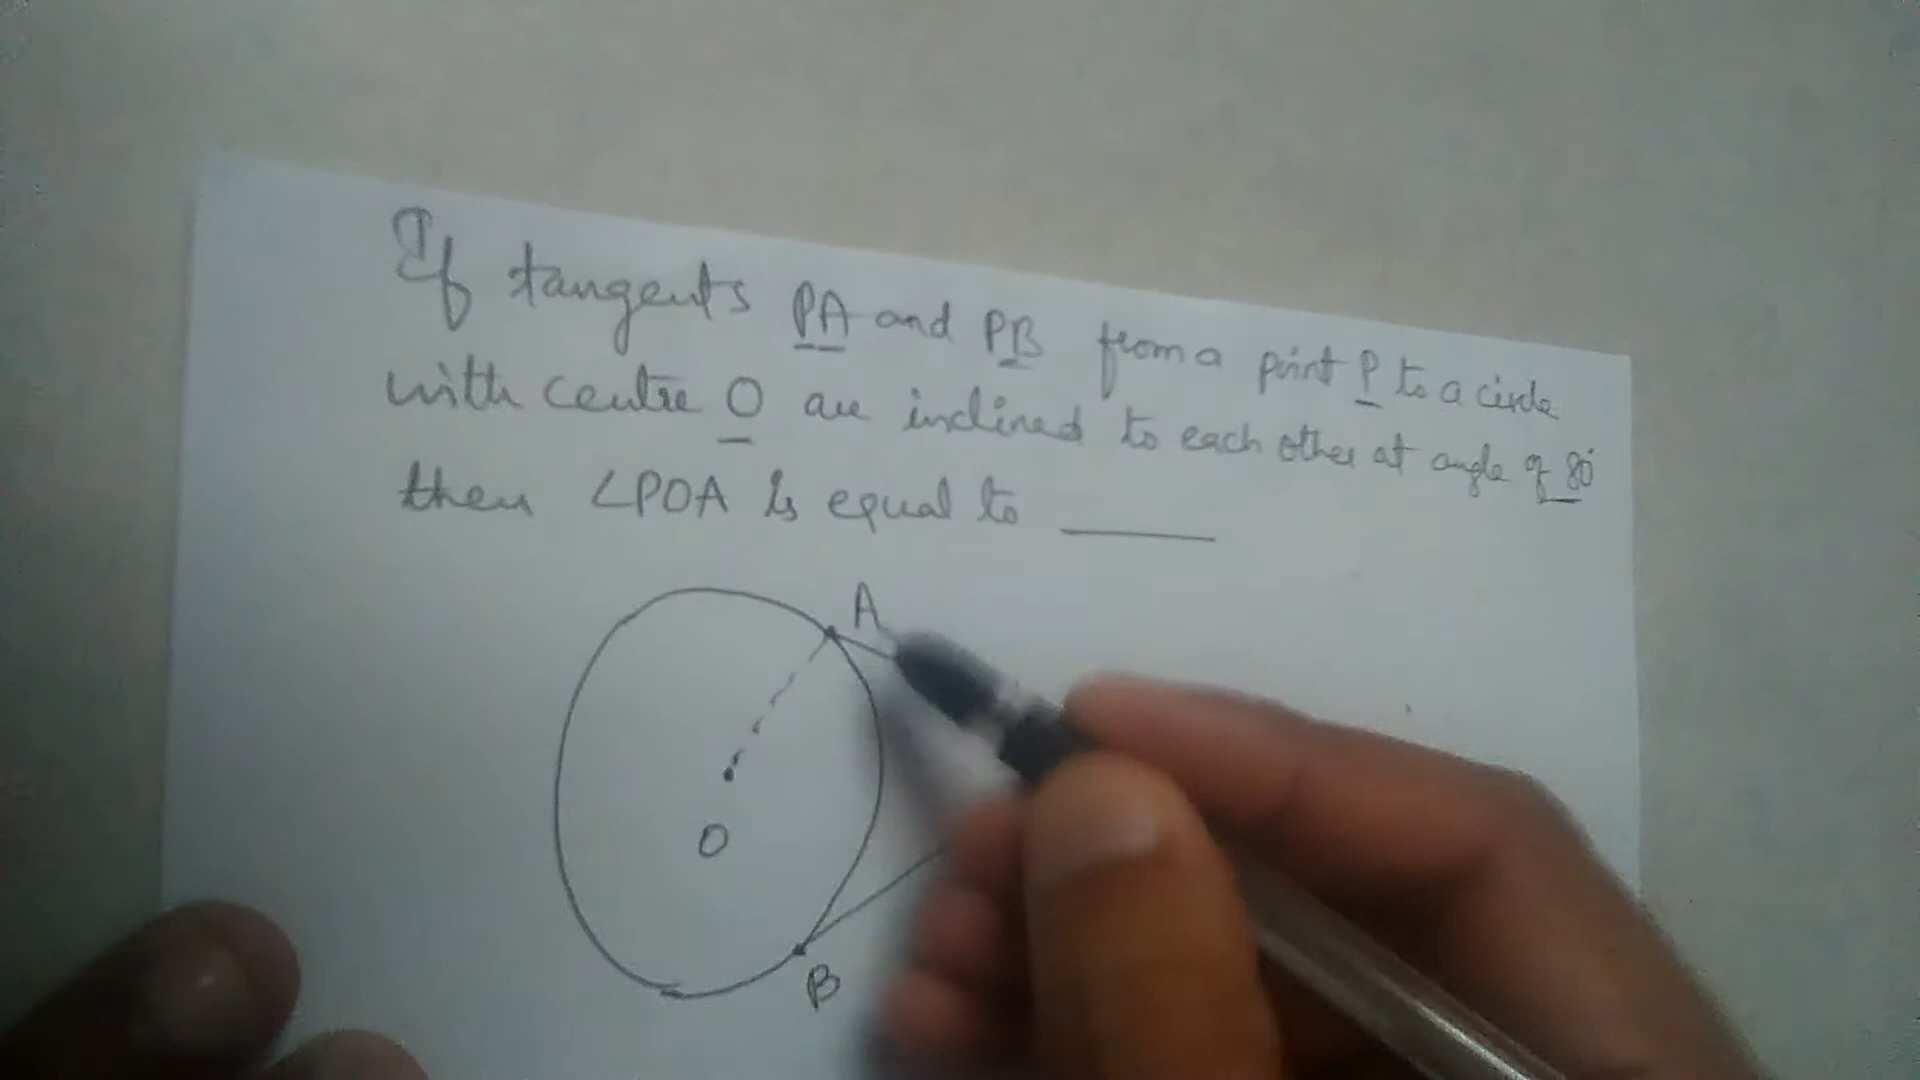 If tangents PA and PB from a point P to a circle
with centre O are inclined to each other at angle of 80°
then ∠POA is equal to ____
A
O
B